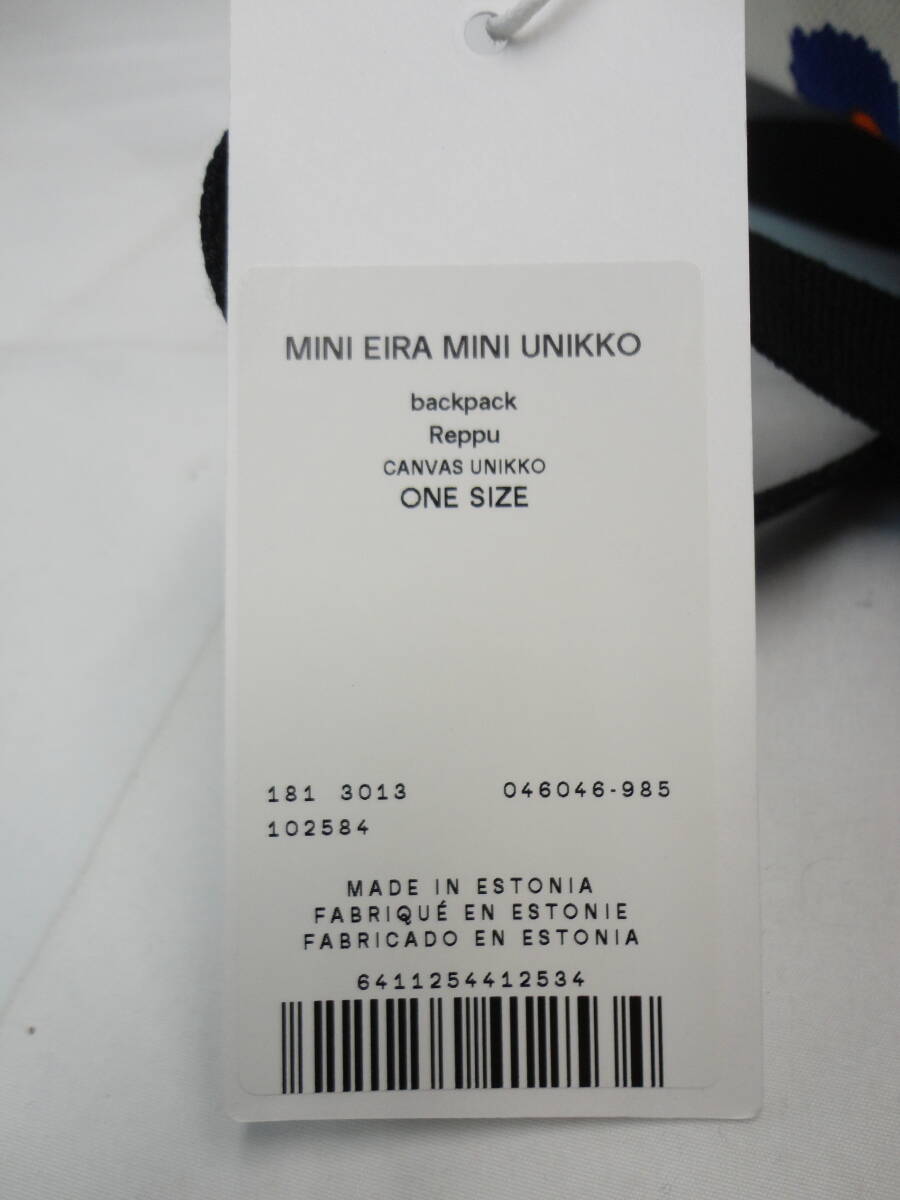 MINI EIRA MINI UNIKKO
backpack
Reppu
CANVAS UNIKKO
ONE SIZE
181 3013 046046-985
102584
MADE IN ESTONIA
FABRIQUÉ EN ESTONIE
FABRICADO EN ESTONIA
6411254412534